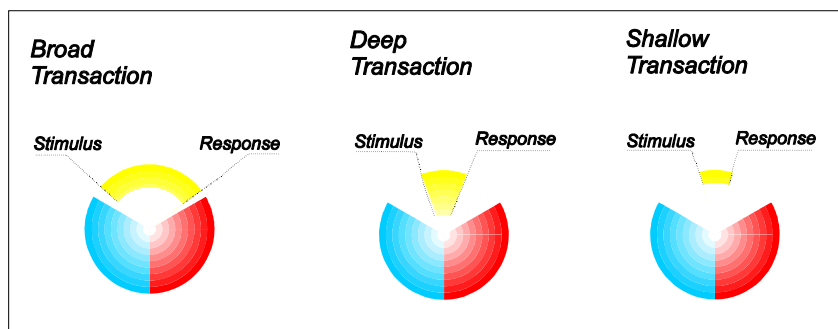 Broad
Transaction
Stimulus
Response
Deep
Transaction
Stimulus
Response
Shallow
Transaction
Stimulus
Response